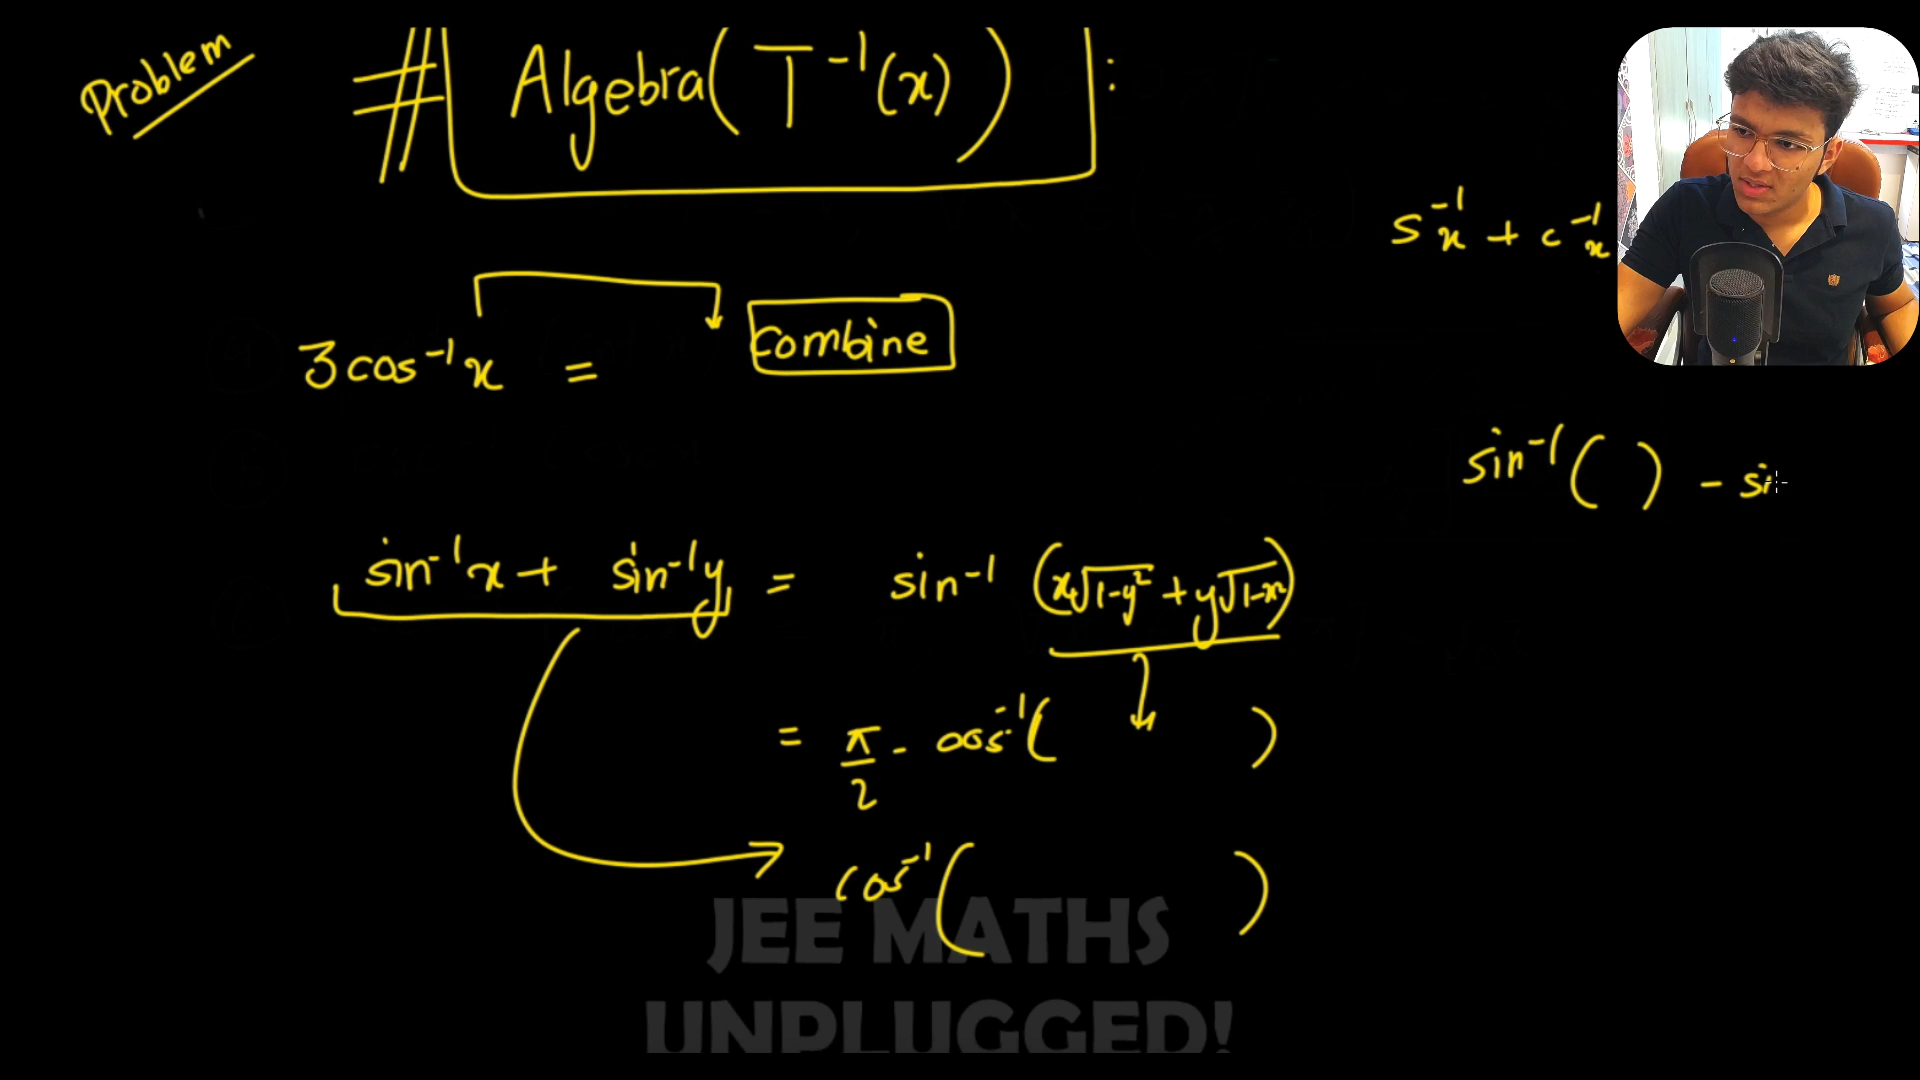 Problem
# Algebra(T⁻¹(x)) :
s⁻¹x + c⁻¹x
combine
3cos⁻¹x =
sin⁻¹( ) - si
sin⁻¹x + sin⁻¹y = sin⁻¹(x√1-y² + y√1-x²)
= π/2 - cos⁻¹( )
cos⁻¹( )
JEE MATHS
UNPLUGGED!